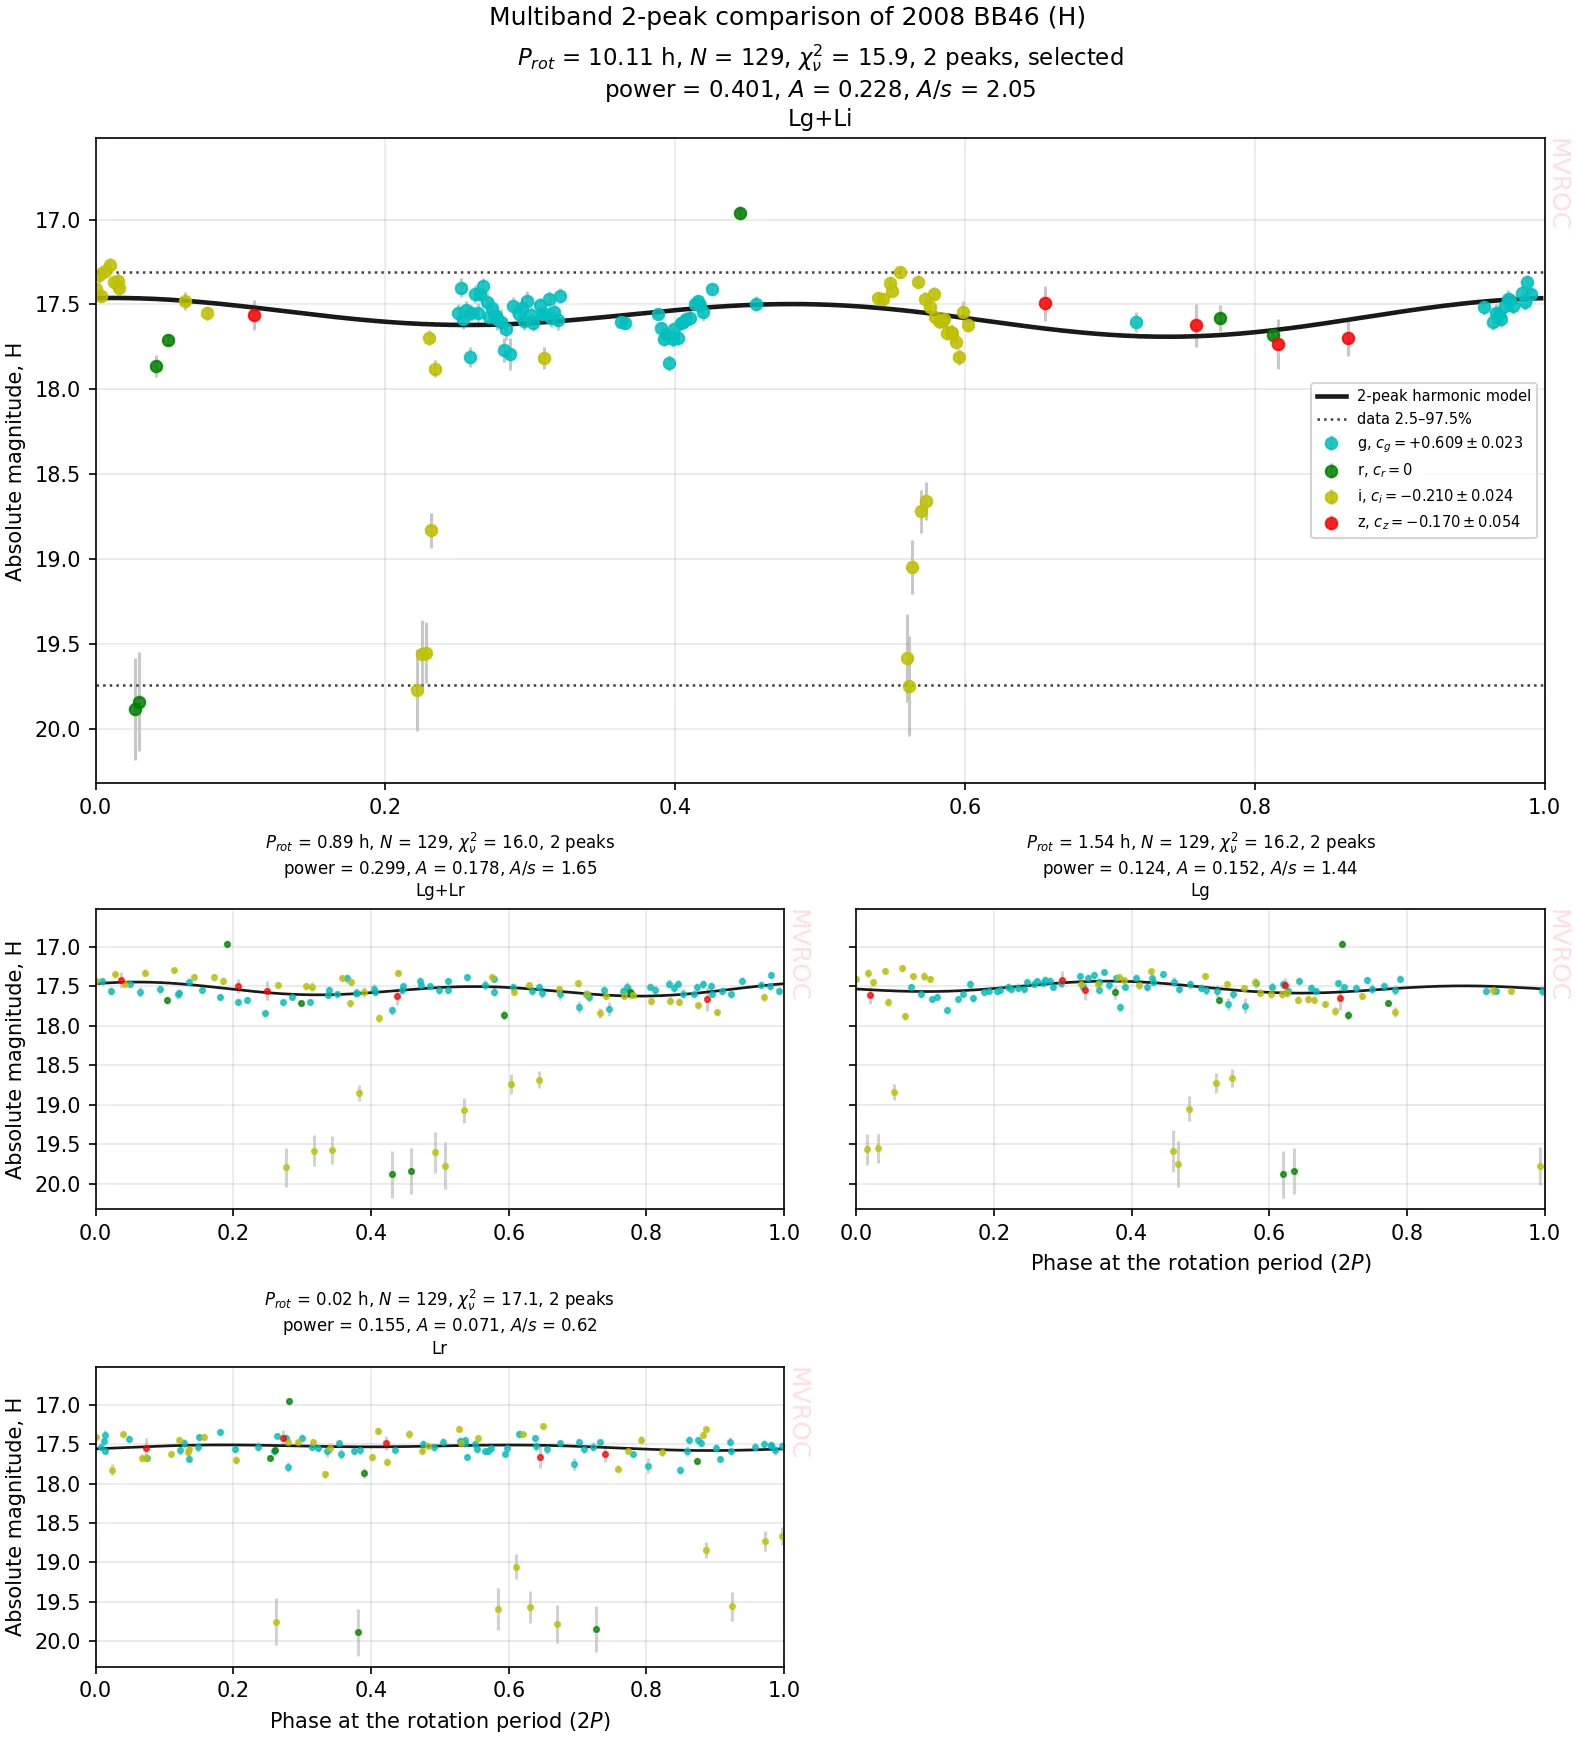 Multiband 2-peak comparison of 2008 BB46 (H)
P_rot = 10.11 h, N = 129, χ²_ν = 15.9, 2 peaks, selected
power = 0.401, A = 0.228, A/s = 2.05
Lg+Li
MVROC
Absolute magnitude, H
17.0
17.5
18.0
18.5
19.0
19.5
20.0
2-peak harmonic model
data 2.5–97.5%
g, c_g = +0.609 ± 0.023
r, c_r = 0
i, c_i = −0.210 ± 0.024
z, c_z = −0.170 ± 0.054
0.0 0.2 0.4 0.6 0.8 1.0
P_rot = 0.89 h, N = 129, χ²_ν = 16.0, 2 peaks
power = 0.299, A = 0.178, A/s = 1.65
Lg+Lr
MVROC
Absolute magnitude, H
17.0
17.5
18.0
18.5
19.0
19.5
20.0
0.0 0.2 0.4 0.6 0.8 1.0
P_rot = 1.54 h, N = 129, χ²_ν = 16.2, 2 peaks
power = 0.124, A = 0.152, A/s = 1.44
Lg
MVROC
0.0 0.2 0.4 0.6 0.8 1.0
Phase at the rotation period (2P)
P_rot = 0.02 h, N = 129, χ²_ν = 17.1, 2 peaks
power = 0.155, A = 0.071, A/s = 0.62
Lr
MVROC
Absolute magnitude, H
17.0
17.5
18.0
18.5
19.0
19.5
20.0
0.0 0.2 0.4 0.6 0.8 1.0
Phase at the rotation period (2P)